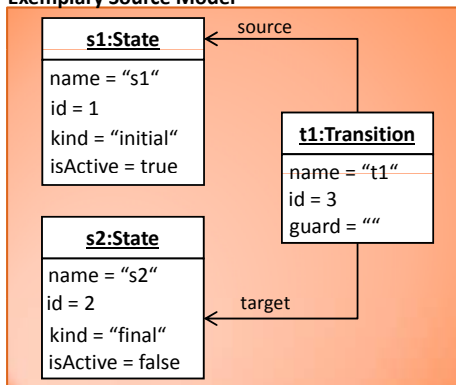 Exemplary Source Model
s1:State
name = “s1“
id = 1
kind = “initial“
isActive = true
source
t1:Transition
name = “t1“
id = 3
guard = ““
s2:State
name = “s2“
id = 2
kind = “final“
isActive = false
target